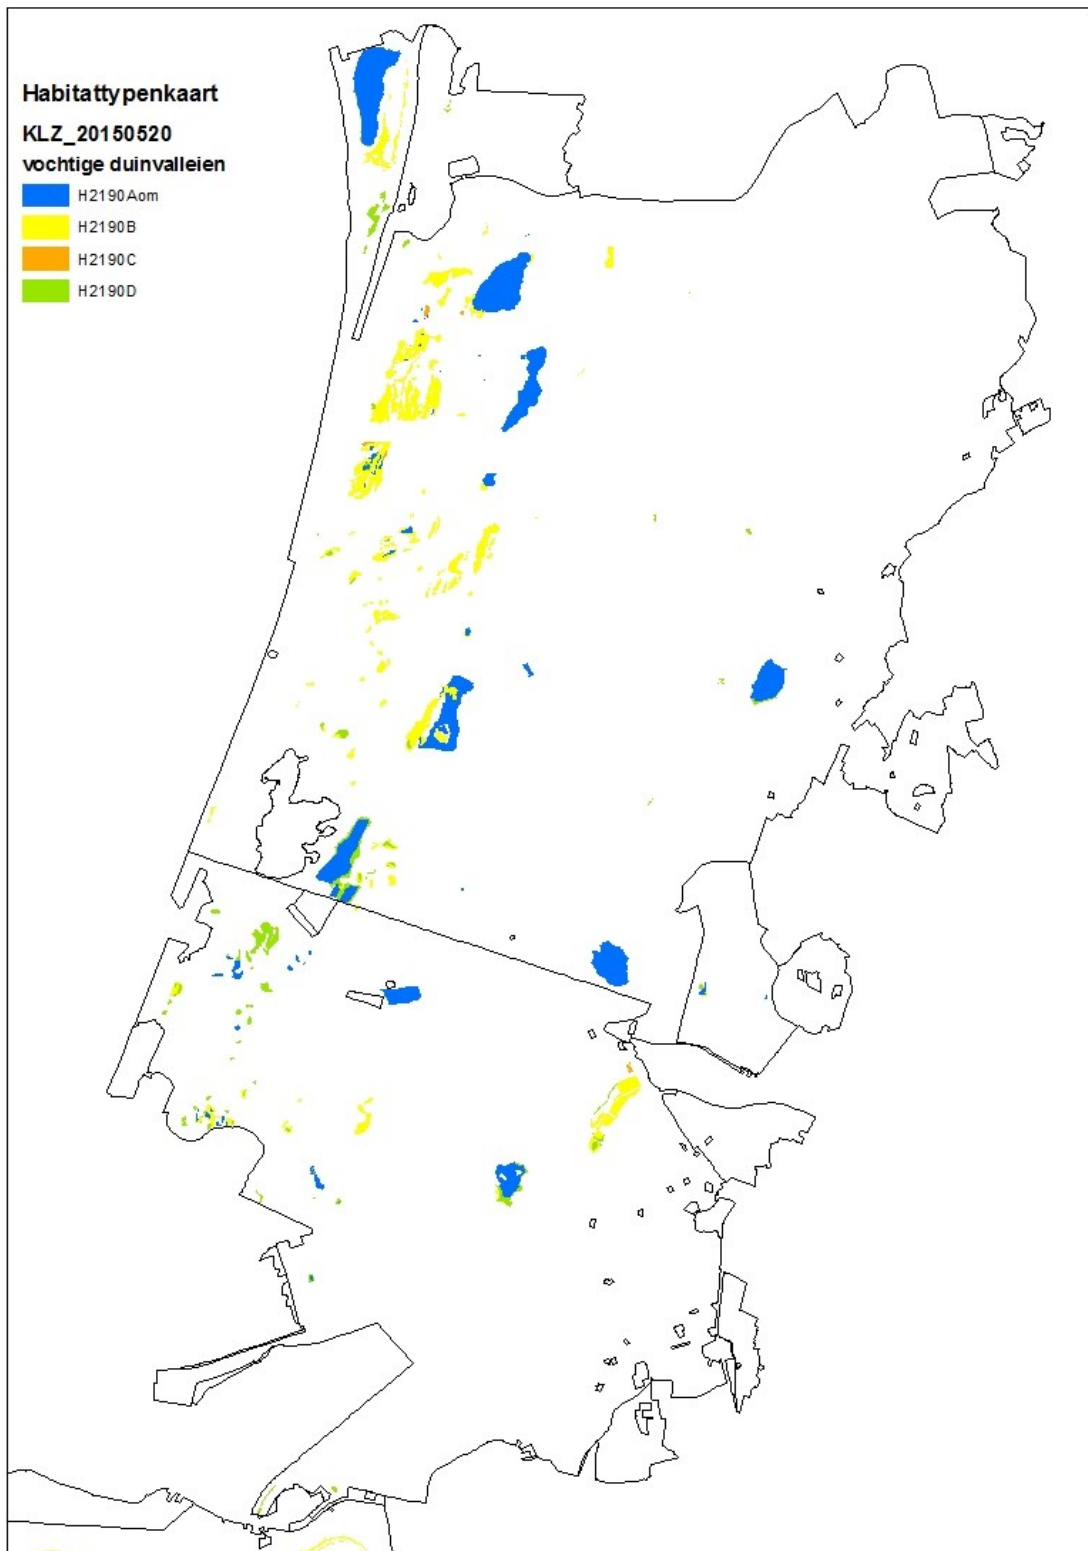 Habitattypenkaart
KLZ_20150520
vochtige duinvalleien
H2190Aom
H2190B
H2190C
H2190D